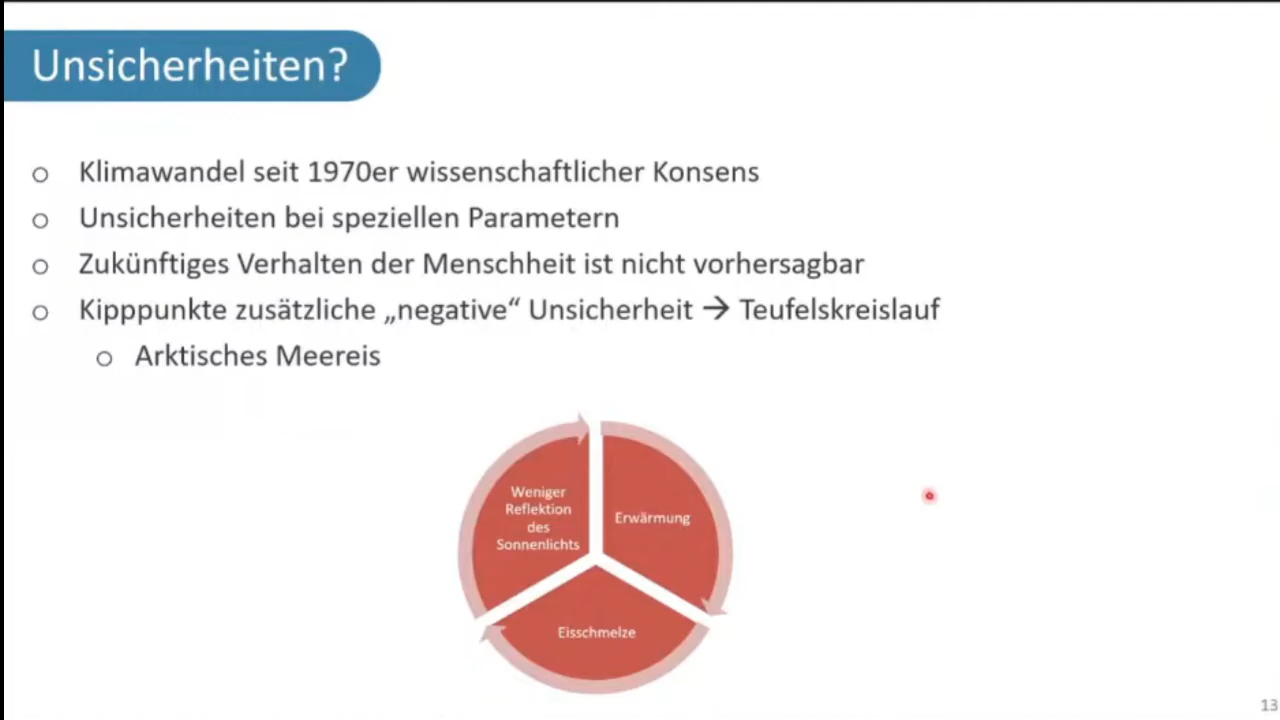 Unsicherheiten?
○ Klimawandel seit 1970er wissenschaftlicher Konsens
○ Unsicherheiten bei speziellen Parametern
○ Zukünftiges Verhalten der Menschheit ist nicht vorhersagbar
○ Kipppunkte zusätzliche „negative“ Unsicherheit → Teufelskreislauf
○ Arktisches Meereis
Weniger
Reflektion
des
Sonnenlichts
Erwärmung
Eisschmelze
13